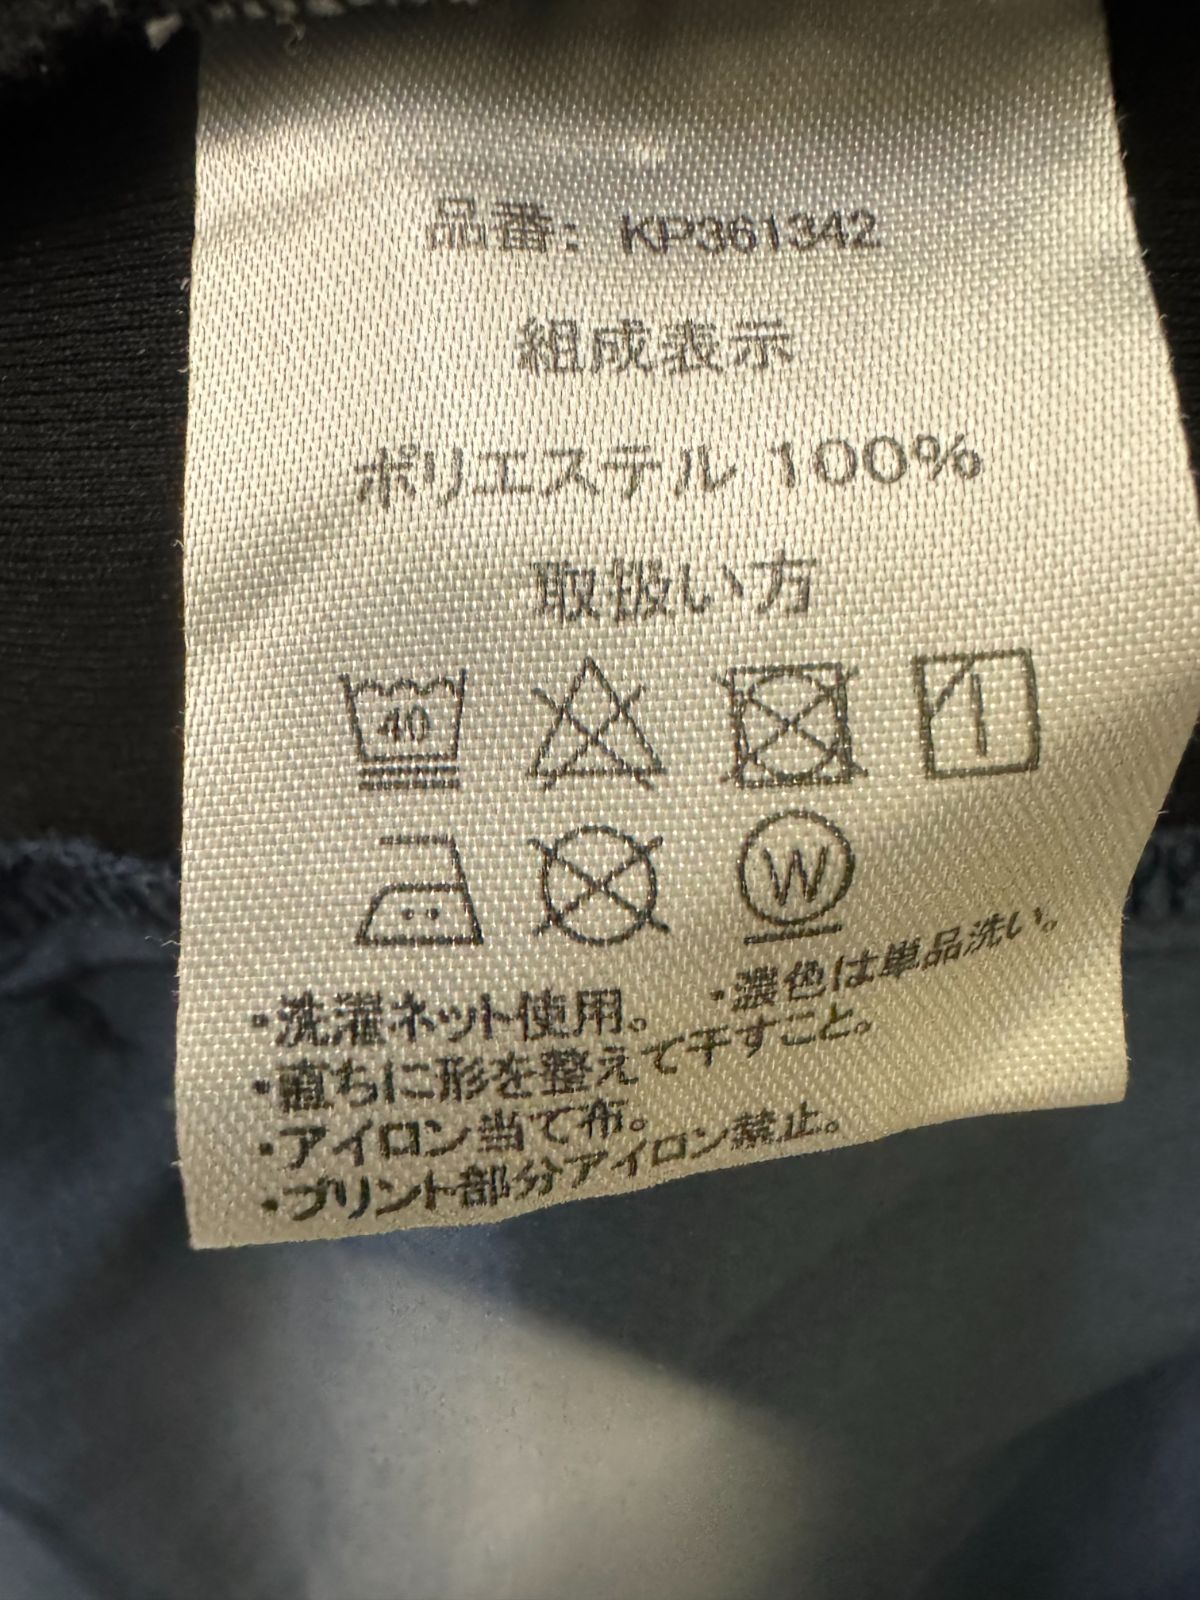 品番: KP361342
組成表示
ポリエステル 100%
取扱い方
40
W
・洗濯ネット使用。 ・濃色は単品洗い。
・直ちに形を整えて干すこと。
・アイロン当て布。
・プリント部分アイロン禁止。